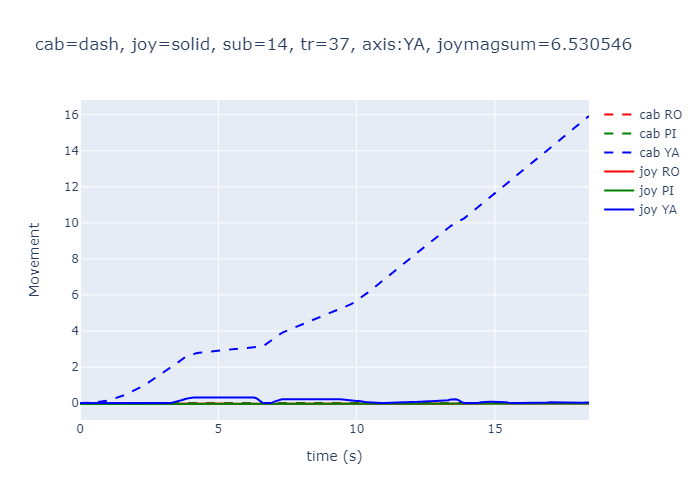 cab=dash, joy=solid, sub=14, tr=37, axis:YA, joymagsum=6.530546
16
14
12
10
8
6
4
2
0
Movement
0
5
10
15
time (s)
cab RO
cab PI
cab YA
joy RO
joy PI
joy YA